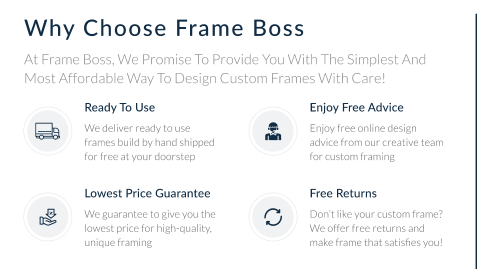 Why Choose Frame Boss
At Frame Boss, We Promise To Provide You With The Simplest And
Most Affordable Way To Design Custom Frames With Care!
Ready To Use
We deliver ready to use
frames build by hand shipped
for free at your doorstep
Enjoy Free Advice
Enjoy free online design
advice from our creative team
for custom framing
Lowest Price Guarantee
We guarantee to give you the
lowest price for high-quality,
unique framing
Free Returns
Don't like your custom frame?
We offer free returns and
make frame that satisfies you!